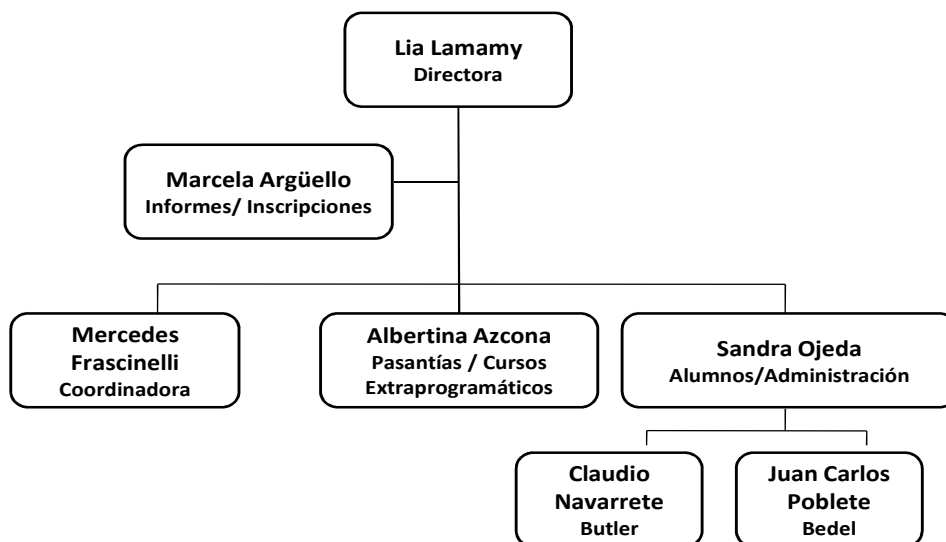 Lia Lamamy
Directora
Marcela Argüello
Informes/ Inscripciones
Mercedes
Frascinelli
Coordinadora
Albertina Azcona
Pasantías / Cursos
Extraprogramáticos
Sandra Ojeda
Alumnos/Administración
Claudio
Navarrete
Butler
Juan Carlos
Poblete
Bedel